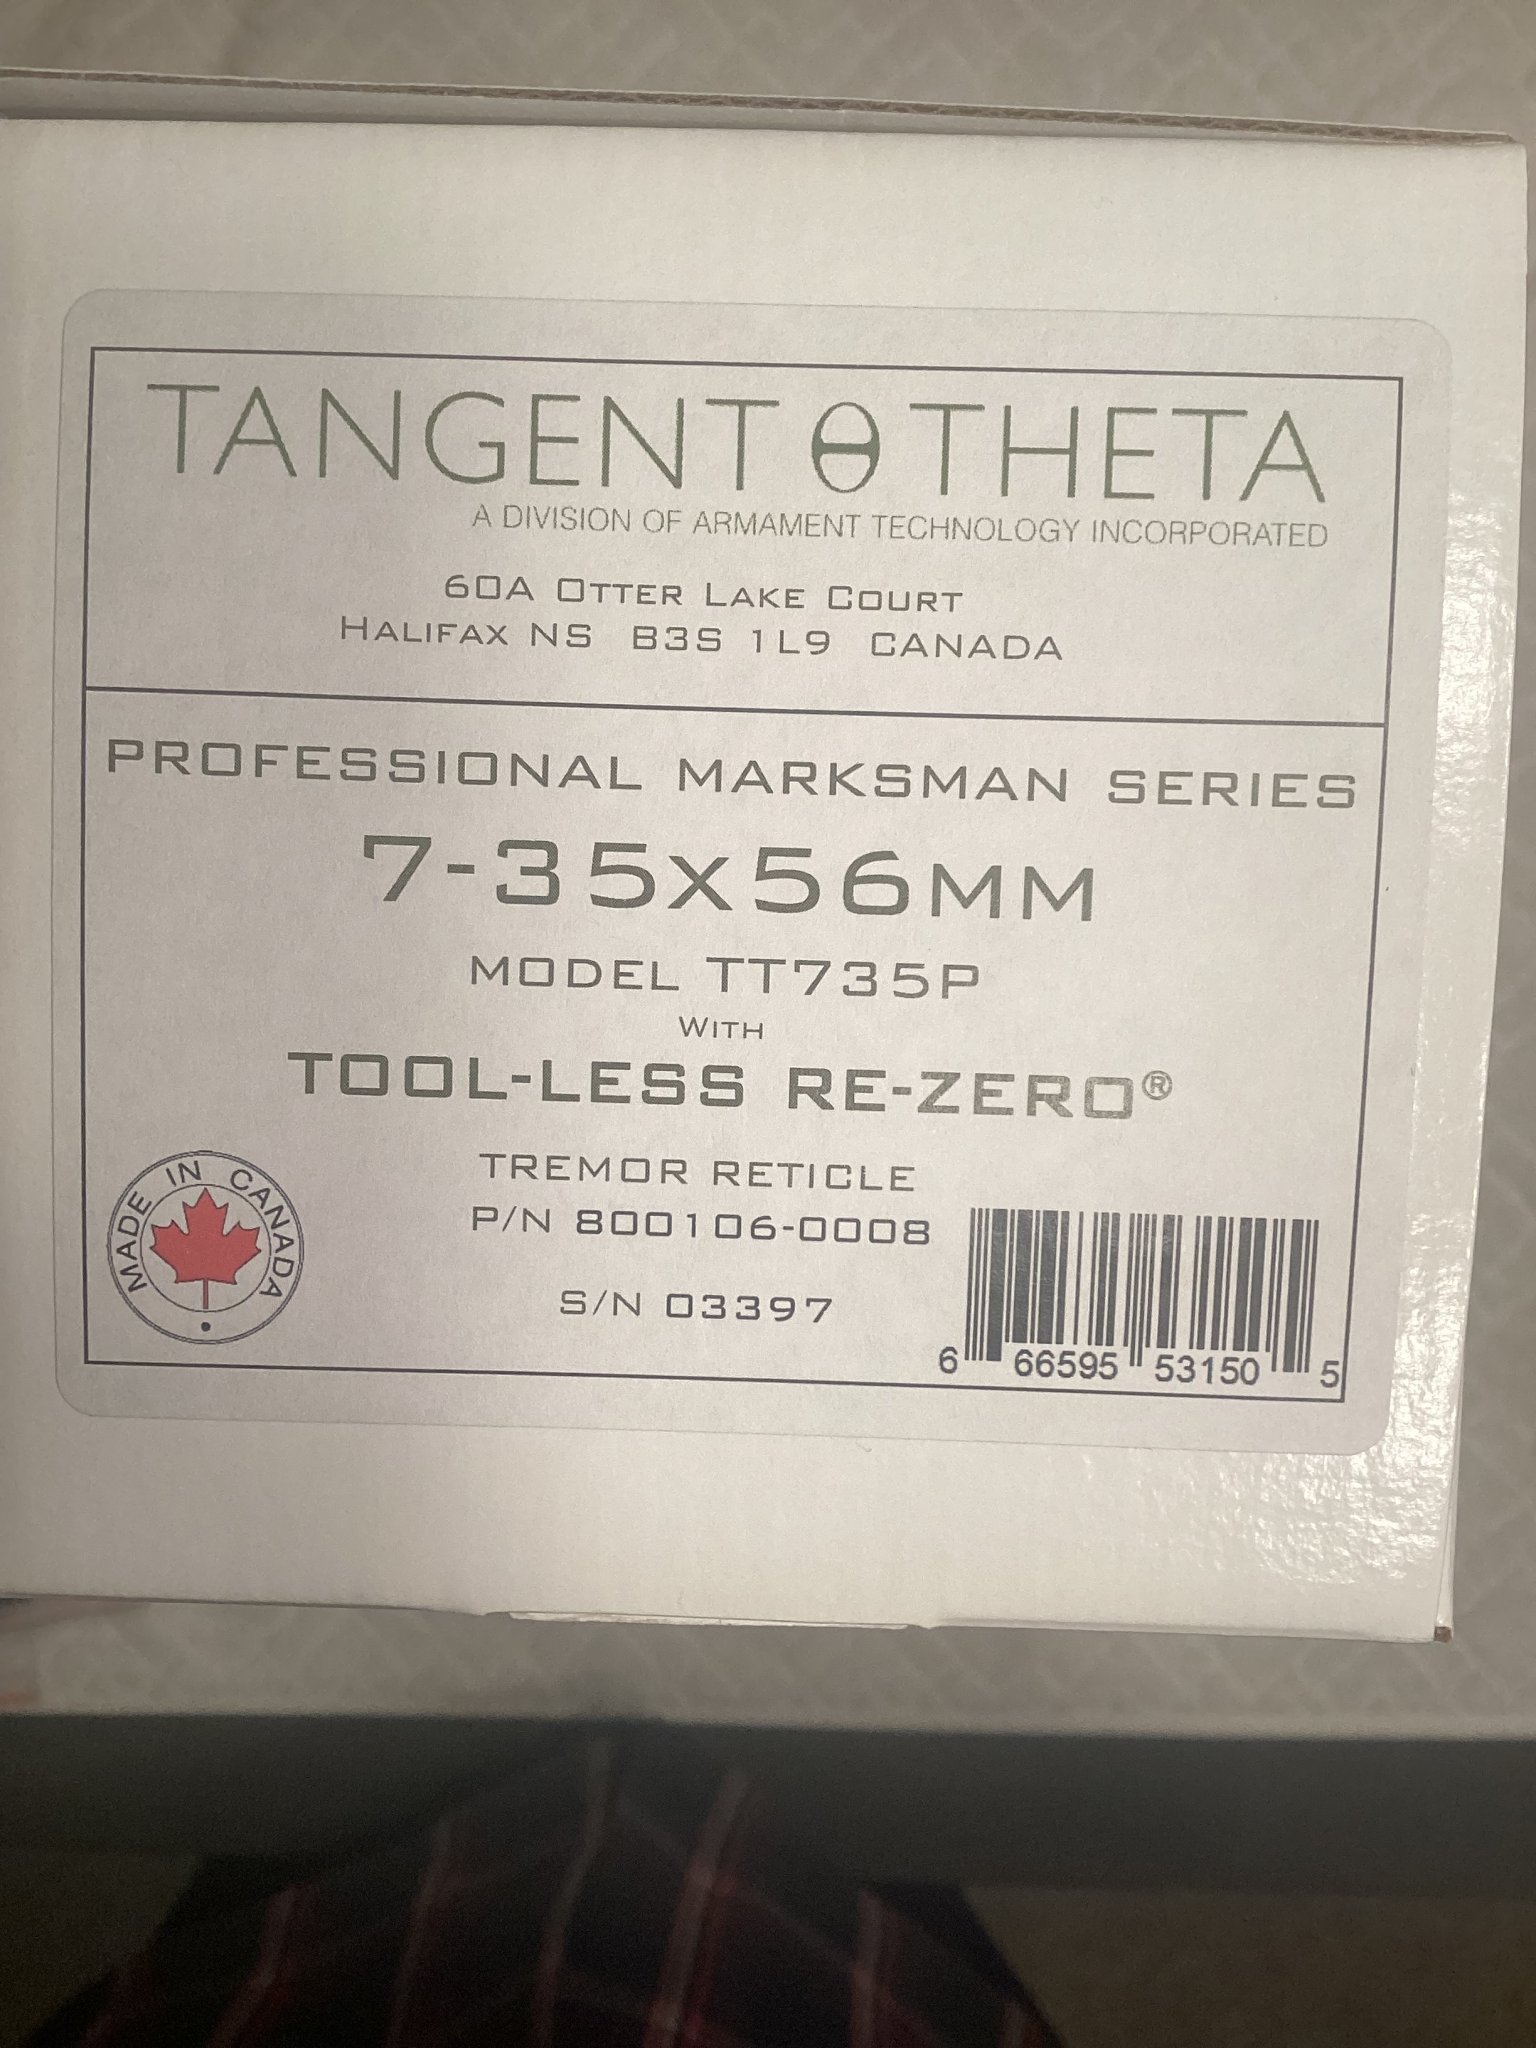 TANGENT θ THETA
A DIVISION OF ARMAMENT TECHNOLOGY INCORPORATED
60A OTTER LAKE COURT
HALIFAX NS B3S 1L9 CANADA
PROFESSIONAL MARKSMAN SERIES
7-35x56MM
MODEL TT735P
WITH
TOOL-LESS RE-ZERO®
TREMOR RETICLE
P/N 800106-0008
S/N 03397
MADE IN CANADA
6 66595 53150 5